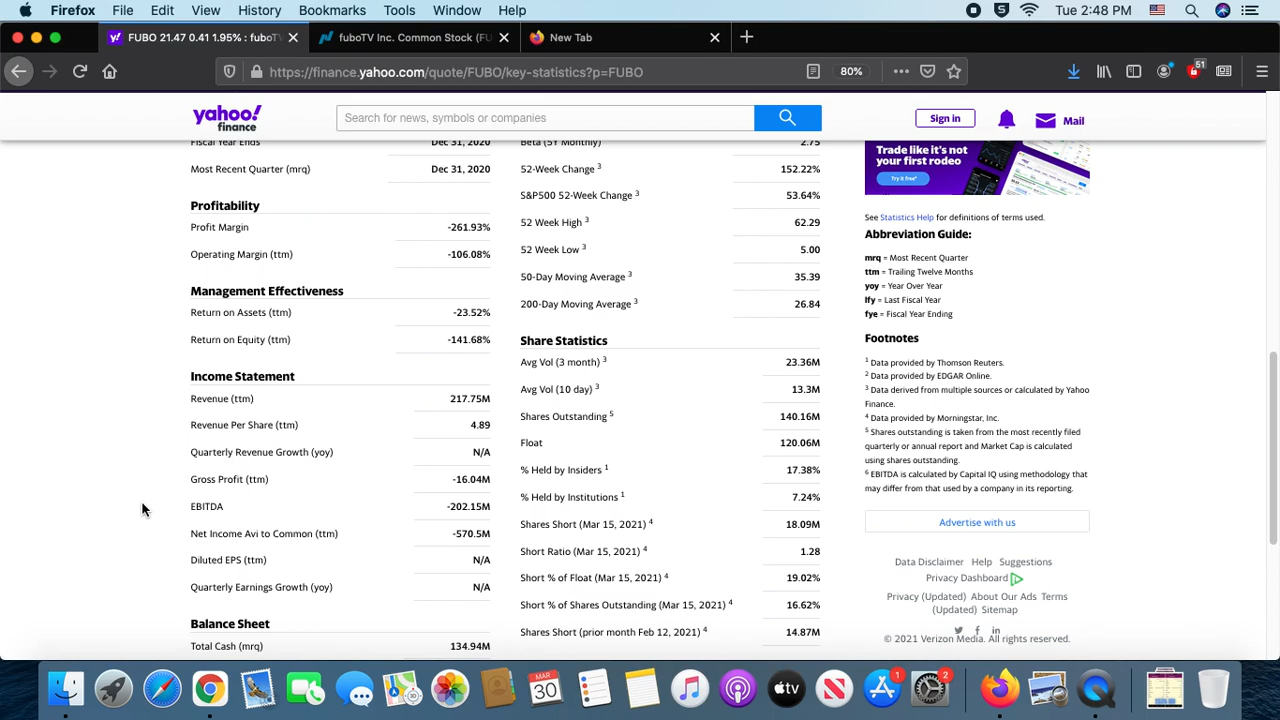 Firefox File Edit View History Bookmarks Tools Window Help Tue 2:48 PM
FUBO 21.47 0.41 1.95% : fuboTV
fuboTV Inc. Common Stock (FU
New Tab
https://finance.yahoo.com/quote/FUBO/key-statistics?p=FUBO 80% 51
yahoo!
finance
Search for news, symbols or companies
Sign in
Mail
Fiscal Year Ends Dec 31, 2020
Most Recent Quarter (mrq) Dec 31, 2020
Profitability
Profit Margin -261.93%
Operating Margin (ttm) -106.08%
Management Effectiveness
Return on Assets (ttm) -23.52%
Return on Equity (ttm) -141.68%
Income Statement
Revenue (ttm) 217.75M
Revenue Per Share (ttm) 4.89
Quarterly Revenue Growth (yoy) N/A
Gross Profit (ttm) -16.04M
EBITDA -202.15M
Net Income Avi to Common (ttm) -570.5M
Diluted EPS (ttm) N/A
Quarterly Earnings Growth (yoy) N/A
Balance Sheet
Total Cash (mrq) 134.94M
Beta (5Y Monthly) 2.75
52-Week Change 3 152.22%
S&P500 52-Week Change 3 53.64%
52 Week High 3 62.29
52 Week Low 3 5.00
50-Day Moving Average 3 35.39
200-Day Moving Average 3 26.84
Share Statistics
Avg Vol (3 month) 3 23.36M
Avg Vol (10 day) 3 13.3M
Shares Outstanding 5 140.16M
Float 120.06M
% Held by Insiders 1 17.38%
% Held by Institutions 1 7.24%
Shares Short (Mar 15, 2021) 4 18.09M
Short Ratio (Mar 15, 2021) 4 1.28
Short % of Float (Mar 15, 2021) 4 19.02%
Short % of Shares Outstanding (Mar 15, 2021) 4 16.62%
Shares Short (prior month Feb 12, 2021) 4 14.87M
Trade like it's not
your first rodeo
Try it free*
See Statistics Help for definitions of terms used.
Abbreviation Guide:
mrq = Most Recent Quarter
ttm = Trailing Twelve Months
yoy = Year Over Year
lfy = Last Fiscal Year
fye = Fiscal Year Ending
Footnotes
1 Data provided by Thomson Reuters.
2 Data provided by EDGAR Online.
3 Data derived from multiple sources or calculated by Yahoo
Finance.
4 Data provided by Morningstar, Inc.
5 Shares outstanding is taken from the most recently filed
quarterly or annual report and Market Cap is calculated
using shares outstanding.
6 EBITDA is calculated by Capital IQ using methodology that
may differ from that used by a company in its reporting.
Advertise with us
Data Disclaimer Help Suggestions
Privacy Dashboard
Privacy (Updated) About Our Ads Terms
(Updated) Sitemap
© 2021 Verizon Media. All rights reserved.
MAR
30
tv
1
2